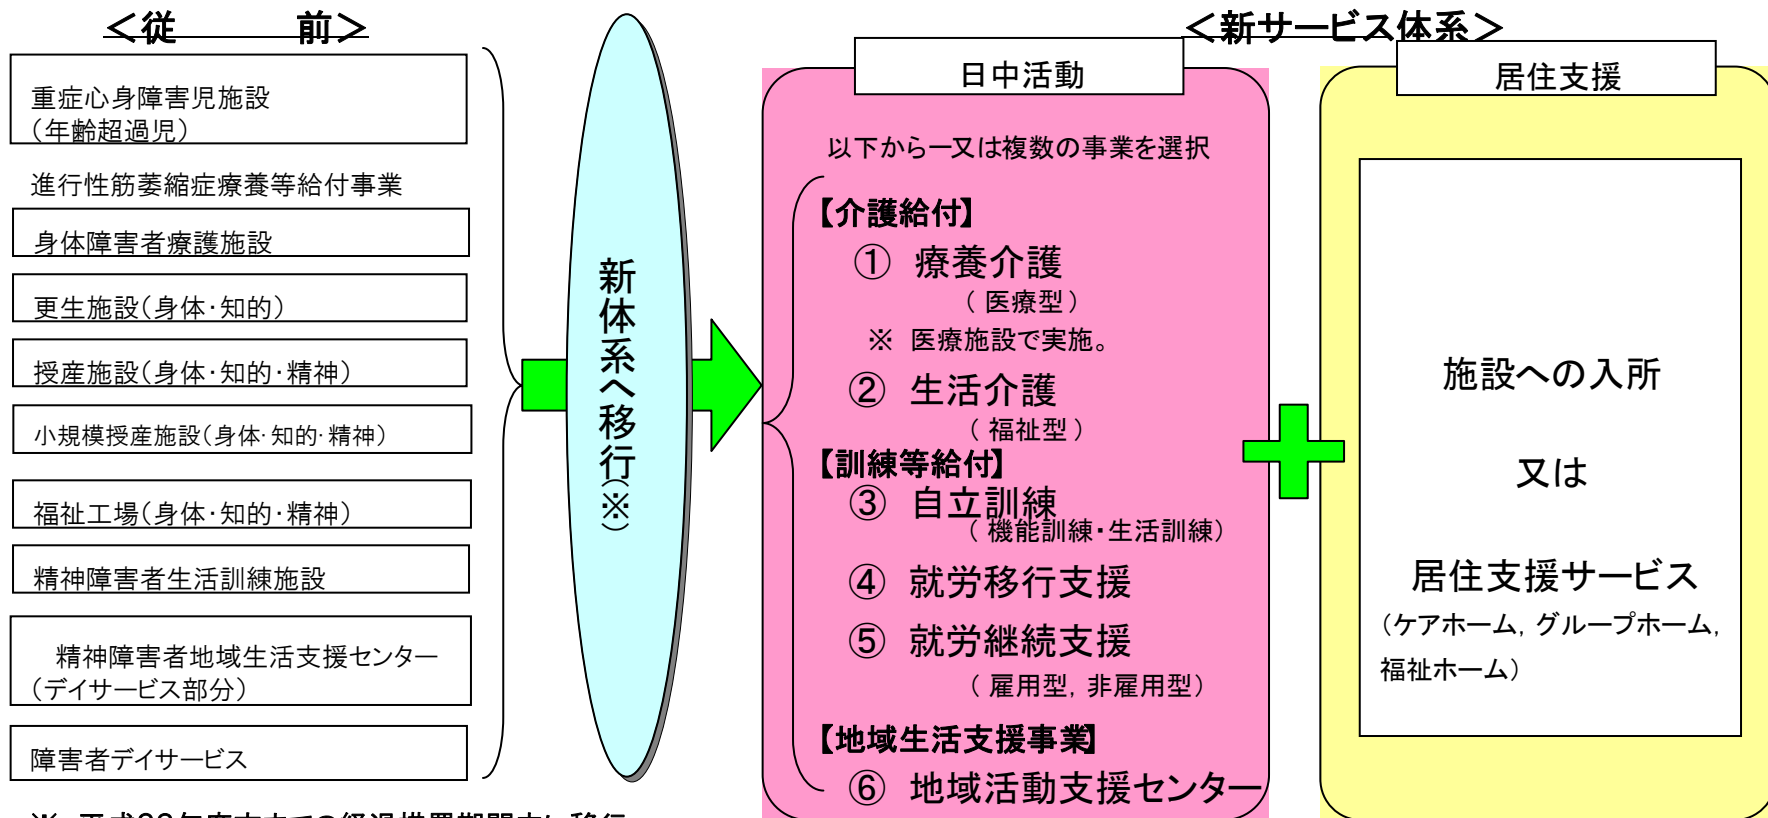 ＜従　前＞
重症心身障害児施設
（年齢超過児）
進行性筋萎縮症療養等給付事業
身体障害者療護施設
更生施設（身体・知的）
授産施設（身体・知的・精神）
小規模授産施設（身体・知的・精神）
福祉工場（身体・知的・精神）
精神障害者生活訓練施設
精神障害者地域生活支援センター
（デイサービス部分）
障害者デイサービス
新体系へ移行（※）
＜新サービス体系＞
日中活動
以下から一又は複数の事業を選択
【介護給付】
① 療養介護
（ 医療型）
※ 医療施設で実施。
② 生活介護
（ 福祉型 ）
【訓練等給付】
③ 自立訓練
（ 機能訓練・生活訓練）
④ 就労移行支援
⑤ 就労継続支援
（ 雇用型, 非雇用型）
【地域生活支援事業】
⑥ 地域活動支援センター
居住支援
施設への入所
又は
居住支援サービス
（ケアホーム, グループホーム,
福祉ホーム）